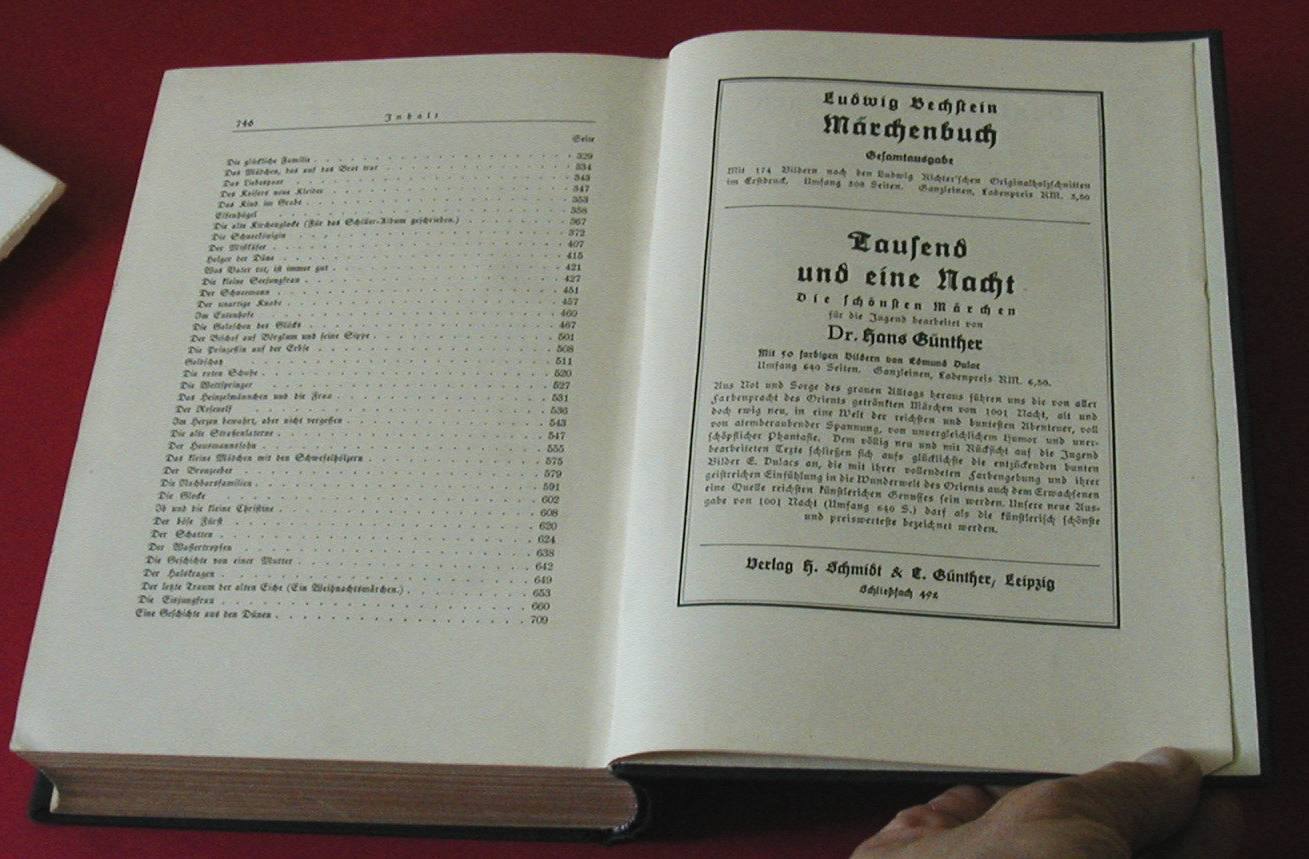 746
Inhalt
Seite
Die glückliche Familie . . . 329
Das Mädchen, das auf das Brot trat . . . 334
Das Liebespaar . . . 343
Des Kaisers neue Kleider . . . 347
Das Kind im Grabe . . . 353
Elfenhügel . . . 358
Die alte Kirchenglocke (Für das Schiller-Album geschrieben.) . . . 367
Die Schneekönigin . . . 372
Der Mistkäfer . . . 407
Holger der Däne . . . 415
Was Vater tut, ist immer gut . . . 421
Die kleine Seejungfrau . . . 427
Der Schneemann . . . 451
Der unartige Knabe . . . 457
Im Entenhofe . . . 460
Die Galoschen des Glücks . . . 467
Der Bischof auf Börglum und seine Sippe . . . 501
Die Prinzessin auf der Erbse . . . 508
Goldschatz . . . 511
Die roten Schuhe . . . 520
Die Wettspringer . . . 527
Das Heinzelmännchen und die Frau . . . 531
Der Rosenelf . . . 536
Im Herzen bewahrt, aber nicht vergessen . . . 543
Die alte Straßenlaterne . . . 547
Der Hausmannssohn . . . 555
Das kleine Mädchen mit den Schwefelhölzern . . . 575
Der Bronzeeber . . . 579
Die Nachbarsfamilien . . . 591
Die Glocke . . . 602
Ib und die kleine Christine . . . 608
Der böse Fürst . . . 620
Der Schatten . . . 624
Der Wassertropfen . . . 638
Die Geschichte von einer Mutter . . . 642
Der Halskragen . . . 649
Der letzte Traum der alten Eiche (Ein Weihnachtsmärchen.) . . . 653
Die Eisjungfrau . . . 660
Eine Geschichte aus den Dünen . . . 709
Ludwig Bechstein
Märchenbuch
Gesamtausgabe
Mit 174 Bildern nach den Ludwig Richter'schen Originalholzschnitten
im Erstdruck. Umfang 200 Seiten. Ganzleinen, Ladenpreis RM. 3,50
Tausend
und eine Nacht
Die schönsten Märchen
für die Jugend bearbeitet von
Dr. Hans Günther
Mit 50 farbigen Bildern von Edmund Dulac
Umfang 640 Seiten. Ganzleinen, Ladenpreis RM. 6,50.
Aus Not und Sorge des grauen Alltags heraus führen uns die von aller
Farbenpracht des Orients getränkten Märchen von 1001 Nacht, alt und
doch ewig neu, in eine Welt der reichsten und buntesten Abenteuer, voll
von atemberaubender Spannung, von unvergleichlichem Humor und uner-
schöpflicher Phantasie. Dem völlig neu und mit Rücksicht auf die Jugend
bearbeiteten Texte schließen sich aufs glücklichste die entzückenden bunten
Bilder E. Dulacs an, die mit ihrer vollendeten Farbengebung und ihrer
geistreichen Einfühlung in die Wunderwelt des Orients auch dem Erwachsenen
eine Quelle reichsten künstlerischen Genusses sein werden. Unsere neue Aus-
gabe von 1001 Nacht (Umfang 640 S.) darf als die künstlerisch schönste
und preiswerteste bezeichnet werden.
Verlag H. Schmidt & C. Günther, Leipzig
Schließfach 492